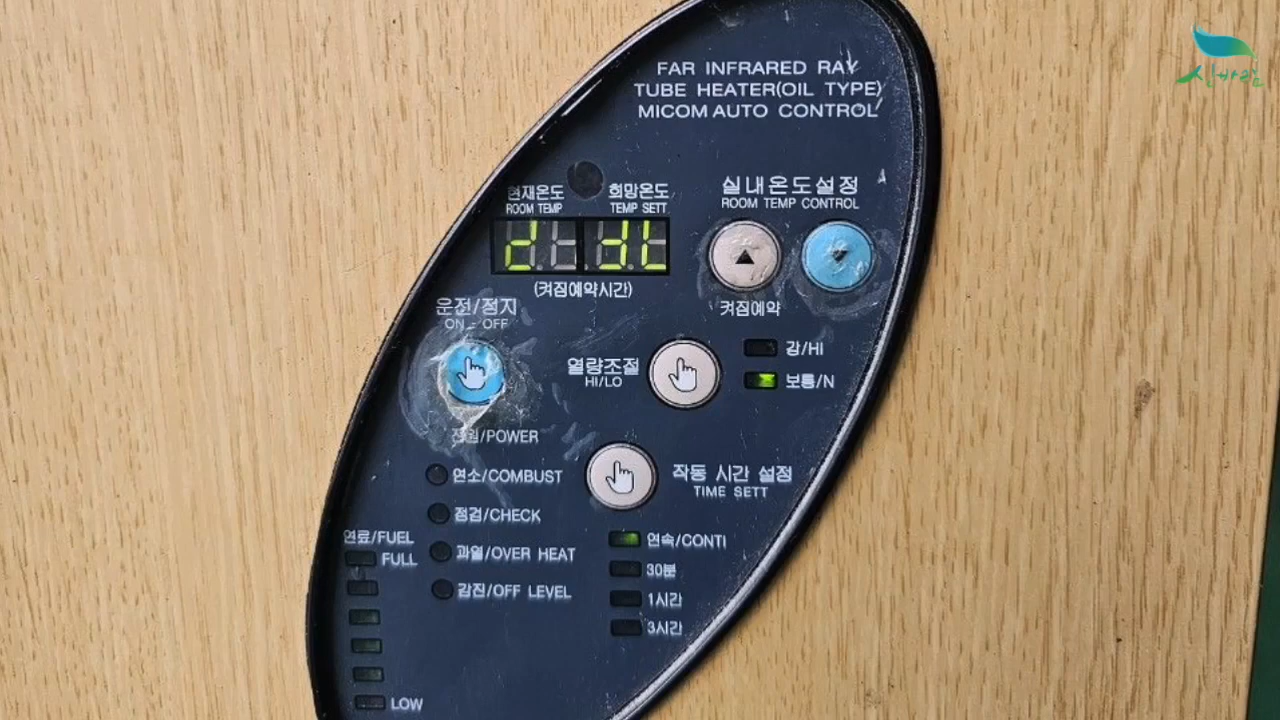 신바람
FAR INFRARED RAY
TUBE HEATER(OIL TYPE)
MICOM AUTO CONTROL
현재온도
ROOM TEMP
희망온도
TEMP SETT
실내온도설정
ROOM TEMP CONTROL
(켜짐예약시간)
켜짐예약
운전/정지
ON - OFF
열량조절
HI/LO
강/HI
보통/N
전원/POWER
연소/COMBUST
점검/CHECK
과열/OVER HEAT
감진/OFF LEVEL
작동 시간 설정
TIME SETT
연속/CONTI
30분
1시간
3시간
연료/FUEL
FULL
LOW